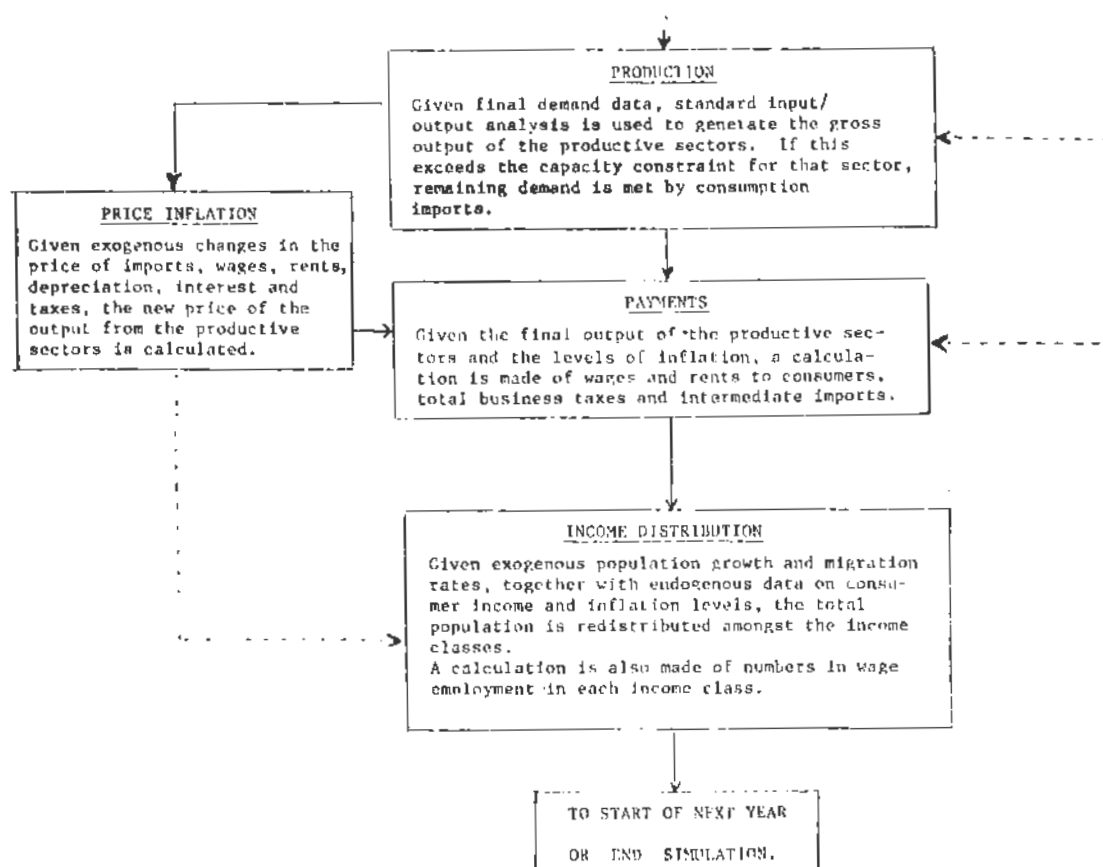 PRODUCTION
Given final demand data, standard input/
output analysis is used to generate the gross
output of the productive sectors. If this
exceeds the capacity constraint for that sector,
remaining demand is met by consumption
imports.
PRICE INFLATION
Given exogenous changes in the
price of imports, wages, rents,
depreciation, interest and
taxes, the new price of the
output from the productive
sectors is calculated.
PAYMENTS
Given the final output of the productive sec-
tors and the levels of inflation, a calcula-
tion is made of wages and rents to consumers,
total business taxes and intermediate imports.
INCOME DISTRIBUTION
Given exogenous population growth and migration
rates, together with endogenous data on consu-
mer income and inflation levels, the total
population is redistributed amongst the income
classes.
A calculation is also made of numbers in wage
employment in each income class.
TO START OF NEXT YEAR
OR END SIMULATION.